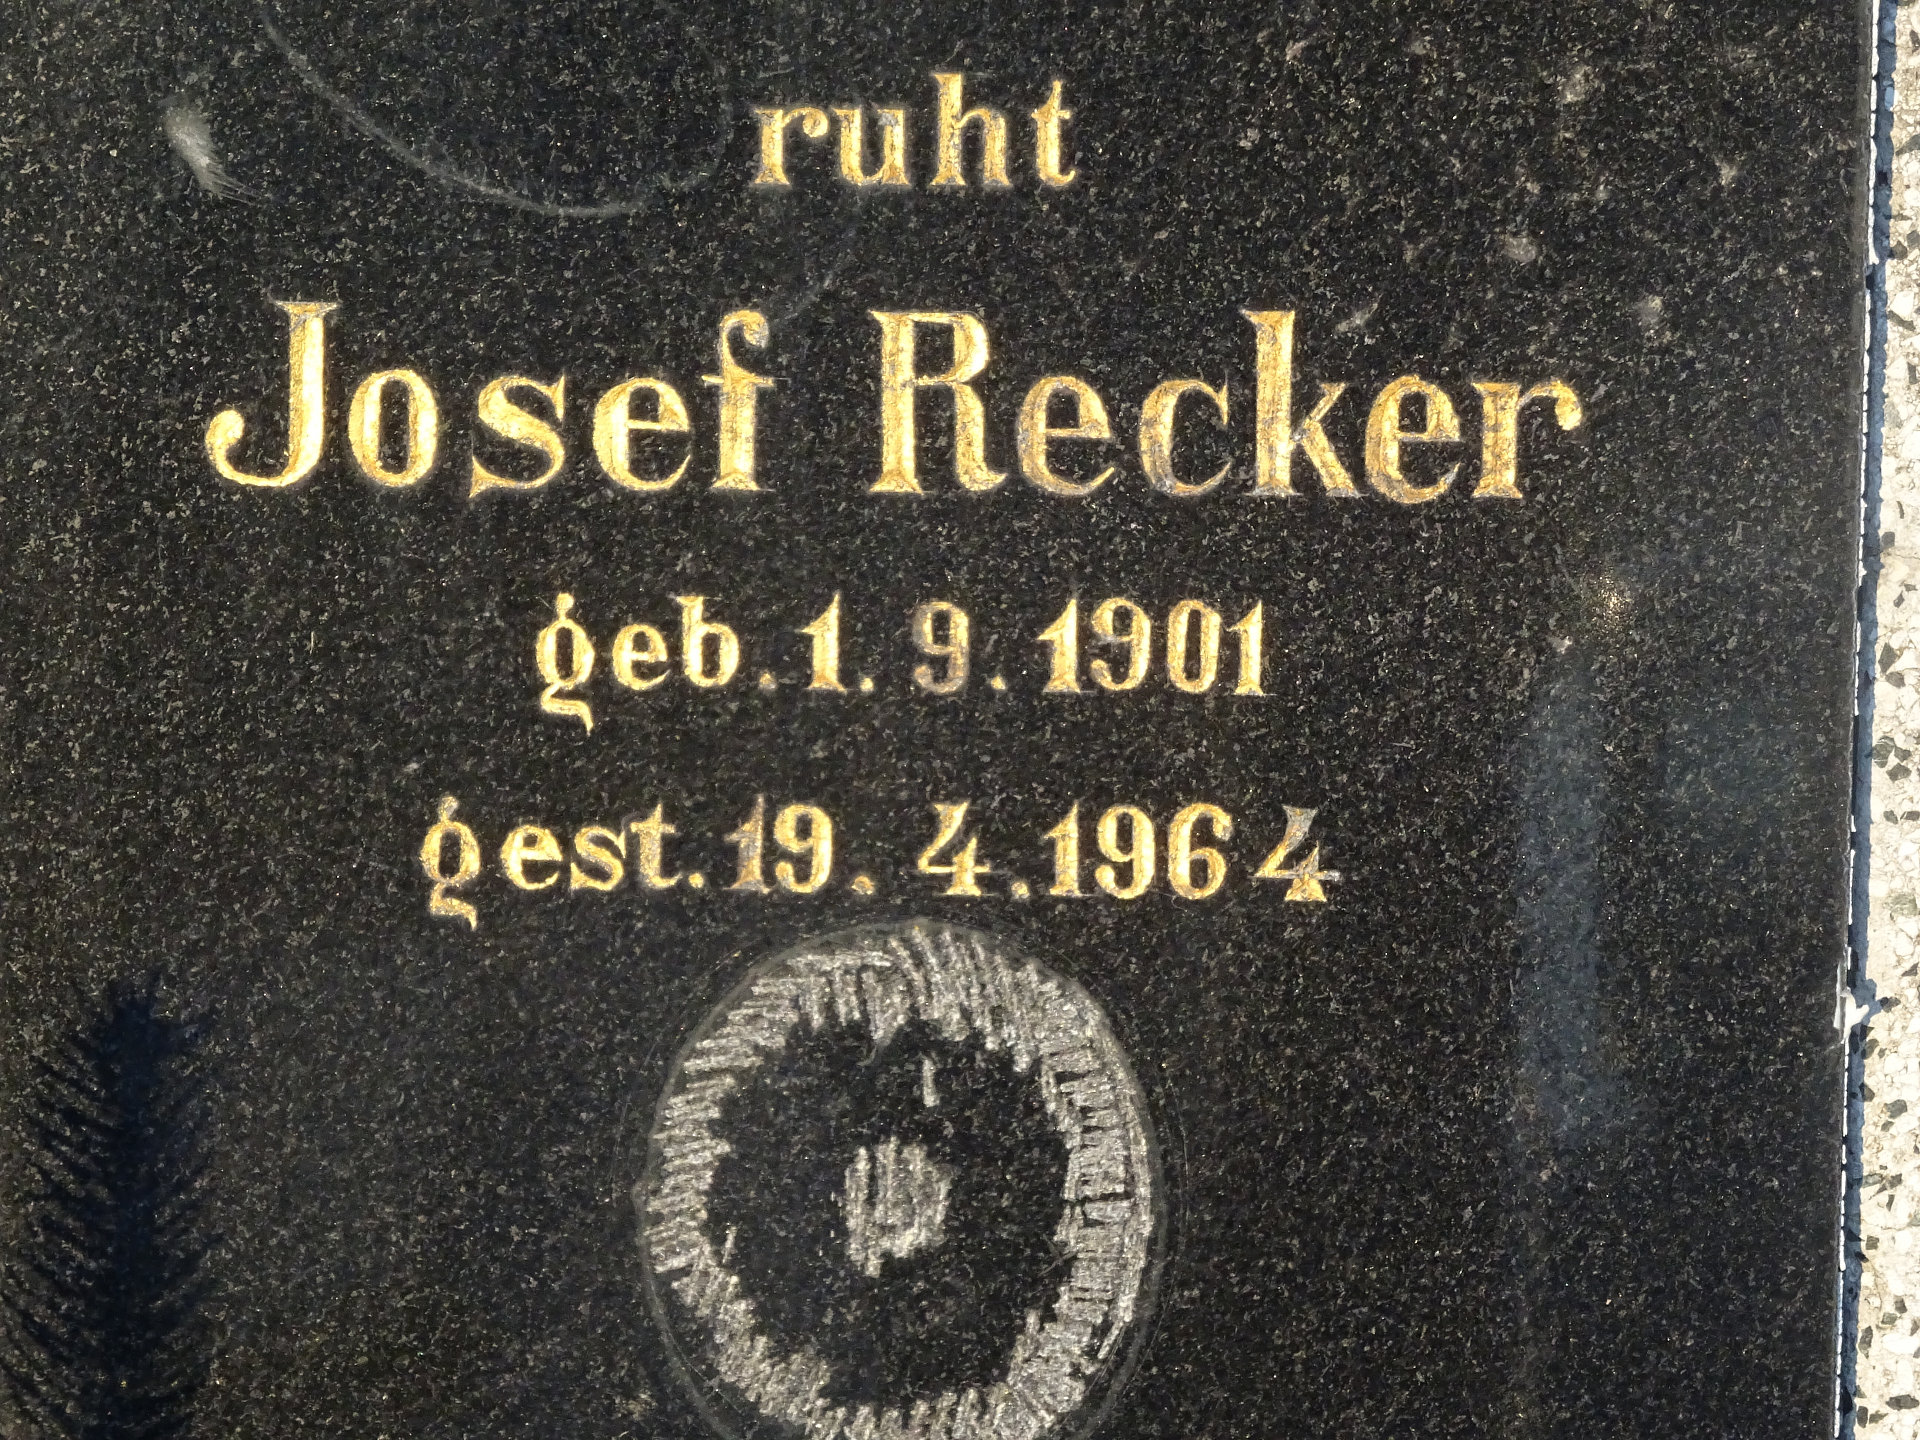 ruht
Josef Recker
geb. 1. 9. 1901
gest. 19. 4. 1964